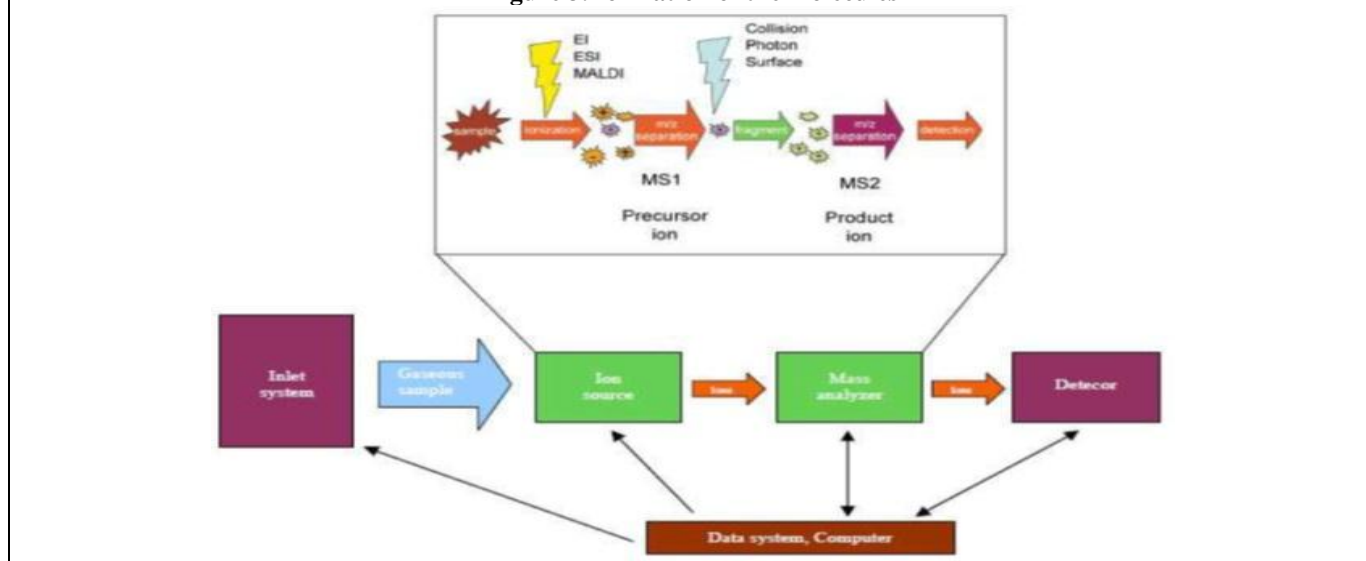 EI
ESI
MALDI
Collision
Photon
Surface
sample
ionization
m/z
separation
fragment
m/z
separation
detection
MS1
MS2
Precursor
ion
Product
ion
Inlet
system
Gaseous
sample
Ion
source
Ions
Mass
analyzer
Ions
Detecor
Data system, Computer